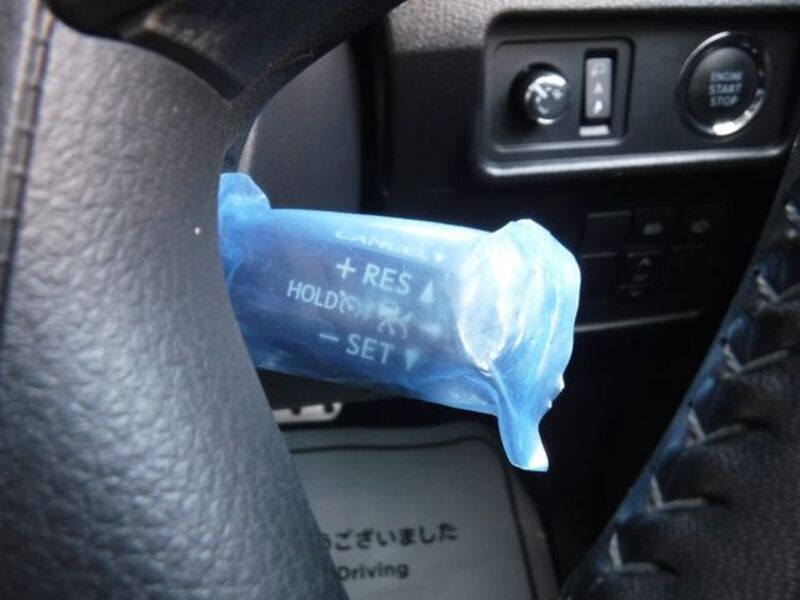 ENGINE
START
STOP
CANCEL
+ RES ▲
HOLD
− SET ▼
ございました
Driving